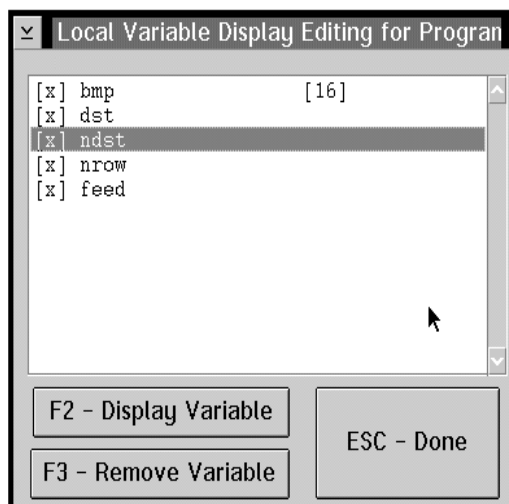 Local Variable Display Editing for Program
[x] bmp [16]
[x] dst
[x] ndst
[x] nrow
[x] feed
F2 - Display Variable
F3 - Remove Variable
ESC - Done